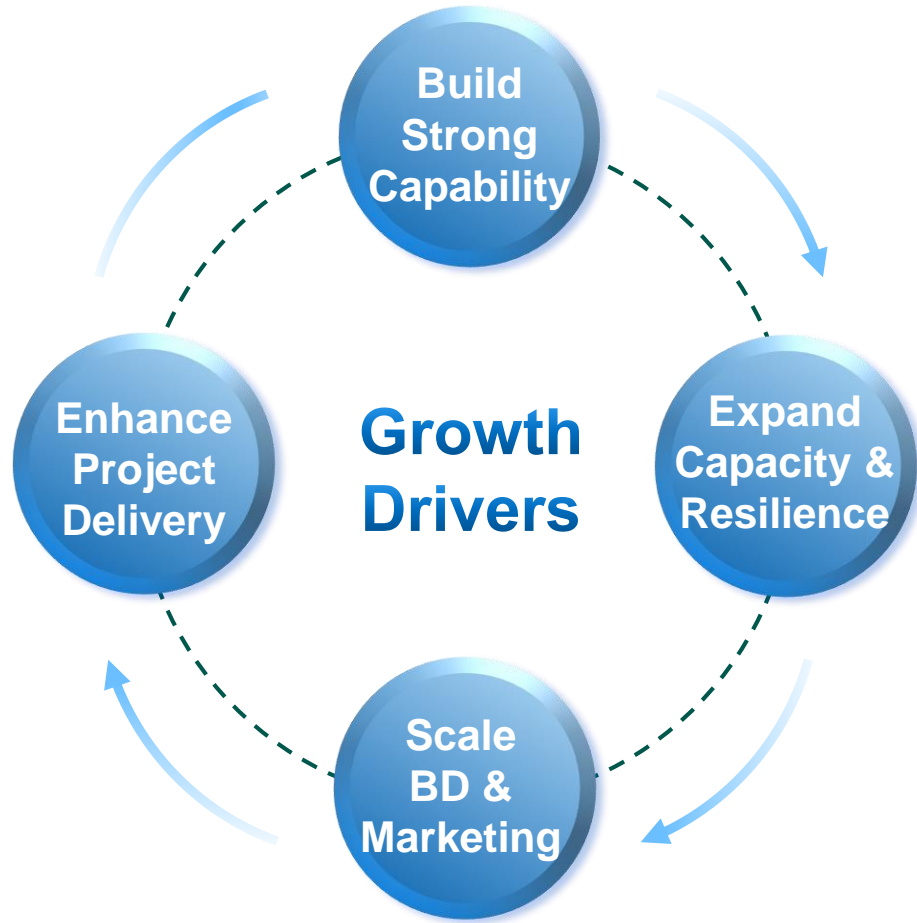 Build
Strong
Capability
Enhance
Project
Delivery
Growth
Drivers
Expand
Capacity &
Resilience
Scale
BD &
Marketing